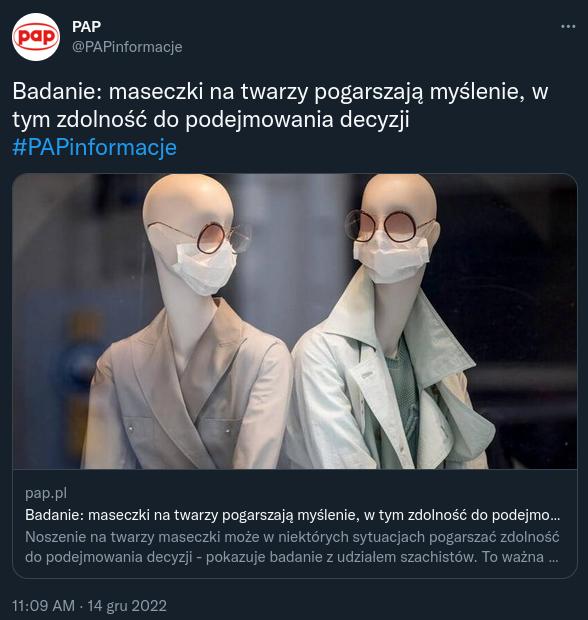 pap
PAP
@PAPinformacje
Badanie: maseczki na twarzy pogarszają myślenie, w
tym zdolność do podejmowania decyzji
#PAPinformacje
pap.pl
Badanie: maseczki na twarzy pogarszają myślenie, w tym zdolność do podejmo...
Noszenie na twarzy maseczki może w niektórych sytuacjach pogarszać zdolność
do podejmowania decyzji - pokazuje badanie z udziałem szachistów. To ważna ...
11:09 AM · 14 gru 2022